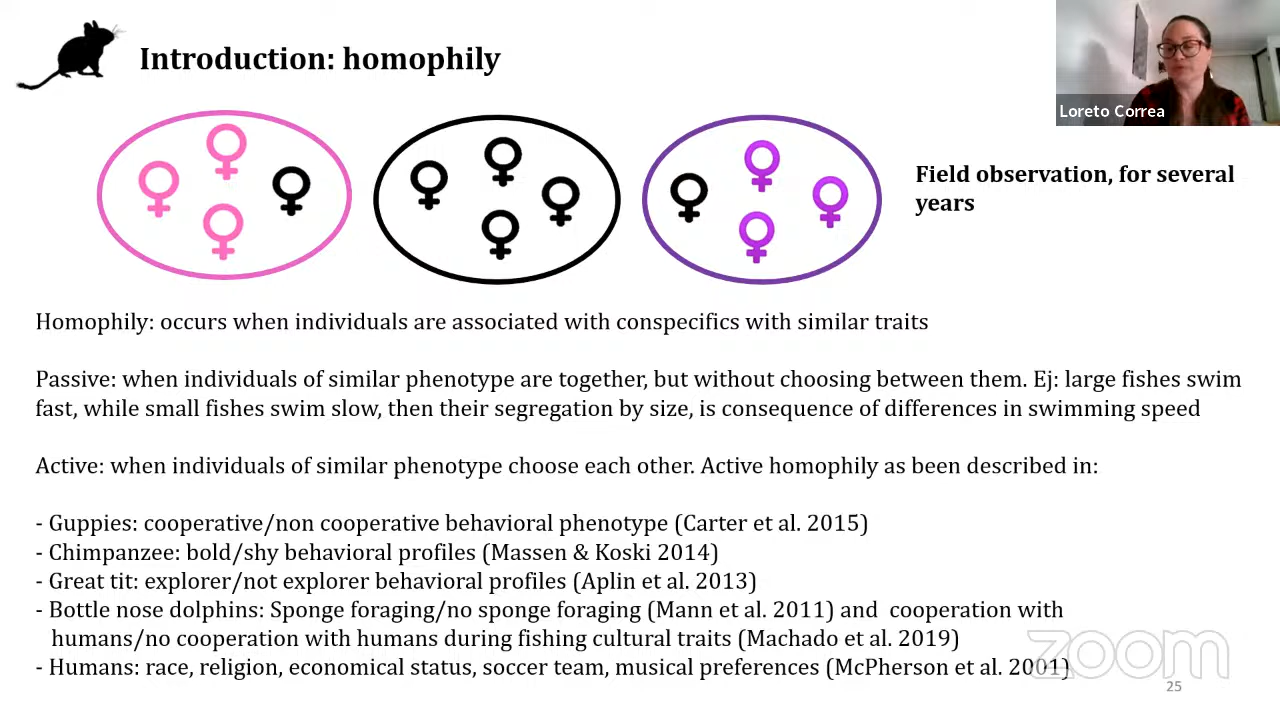 Introduction: homophily
Loreto Correa
Field observation, for several
years
Homophily: occurs when individuals are associated with conspecifics with similar traits
Passive: when individuals of similar phenotype are together, but without choosing between them. Ej: large fishes swim
fast, while small fishes swim slow, then their segregation by size, is consequence of differences in swimming speed
Active: when individuals of similar phenotype choose each other. Active homophily as been described in:
- Guppies: cooperative/non cooperative behavioral phenotype (Carter et al. 2015)
- Chimpanzee: bold/shy behavioral profiles (Massen & Koski 2014)
- Great tit: explorer/not explorer behavioral profiles (Aplin et al. 2013)
- Bottle nose dolphins: Sponge foraging/no sponge foraging (Mann et al. 2011) and cooperation with
humans/no cooperation with humans during fishing cultural traits (Machado et al. 2019)
- Humans: race, religion, economical status, soccer team, musical preferences (McPherson et al. 2001)
zoom
25